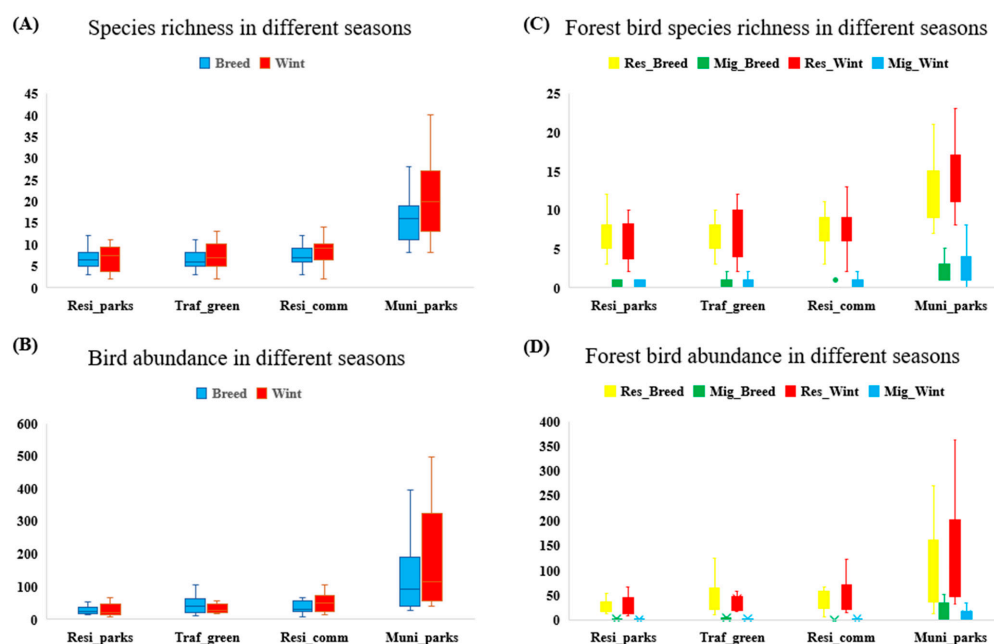 (A) Species richness in different seasons
Breed Wint
45
40
35
30
25
20
15
10
5
0
Resi_parks Traf_green Resi_comm Muni_parks
(C) Forest bird species richness in different seasons
Res_Breed Mig_Breed Res_Wint Mig_Wint
25
20
15
10
5
0
Resi_parks Traf_green Resi_comm Muni_parks
(B) Bird abundance in different seasons
Breed Wint
600
500
400
300
200
100
0
Resi_parks Traf_green Resi_comm Muni_parks
(D) Forest bird abundance in different seasons
Res_Breed Mig_Breed Res_Wint Mig_Wint
400
350
300
250
200
150
100
50
0
Resi_parks Traf_green Resi_comm Muni_parks